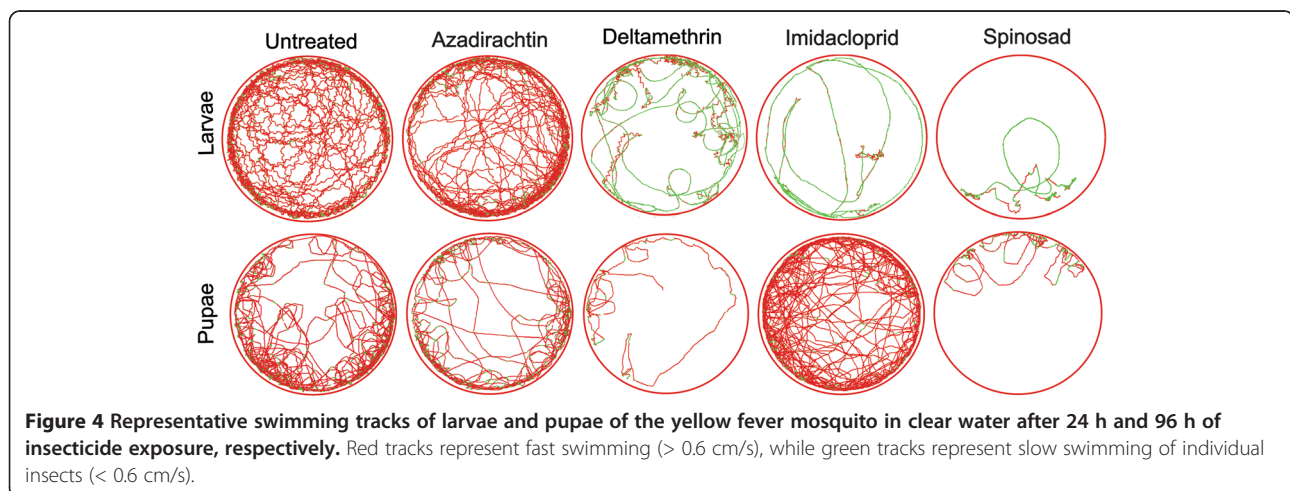 Untreated Azadirachtin Deltamethrin Imidacloprid Spinosad
Larvae
Pupae
Figure 4 Representative swimming tracks of larvae and pupae of the yellow fever mosquito in clear water after 24 h and 96 h of
insecticide exposure, respectively. Red tracks represent fast swimming (> 0.6 cm/s), while green tracks represent slow swimming of individual
insects (< 0.6 cm/s).